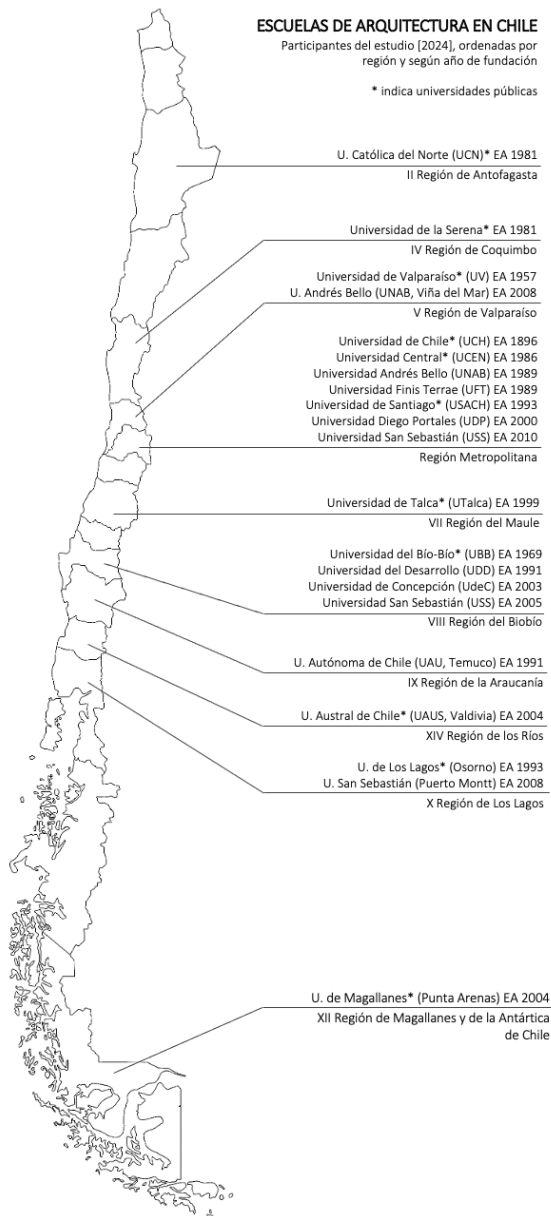 ESCUELAS DE ARQUITECTURA EN CHILE
Participantes del estudio [2024], ordenadas por
región y según año de fundación
* indica universidades públicas
U. Católica del Norte (UCN)* EA 1981
II Región de Antofagasta
Universidad de la Serena* EA 1981
IV Región de Coquimbo
Universidad de Valparaíso* (UV) EA 1957
U. Andrés Bello (UNAB, Viña del Mar) EA 2008
V Región de Valparaíso
Universidad de Chile* (UCH) EA 1896
Universidad Central* (UCEN) EA 1986
Universidad Andrés Bello (UNAB) EA 1989
Universidad Finis Terrae (UFT) EA 1989
Universidad de Santiago* (USACH) EA 1993
Universidad Diego Portales (UDP) EA 2000
Universidad San Sebastián (USS) EA 2010
Región Metropolitana
Universidad de Talca* (UTalca) EA 1999
VII Región del Maule
Universidad del Bío-Bío* (UBB) EA 1969
Universidad del Desarrollo (UDD) EA 1991
Universidad de Concepción (UdeC) EA 2003
Universidad San Sebastián (USS) EA 2005
VIII Región del Biobío
U. Autónoma de Chile (UAU, Temuco) EA 1991
IX Región de la Araucanía
U. Austral de Chile* (UAUS, Valdivia) EA 2004
XIV Región de los Ríos
U. de Los Lagos* (Osorno) EA 1993
U. San Sebastián (Puerto Montt) EA 2008
X Región de Los Lagos
U. de Magallanes* (Punta Arenas) EA 2004
XII Región de Magallanes y de la Antártica
de Chile